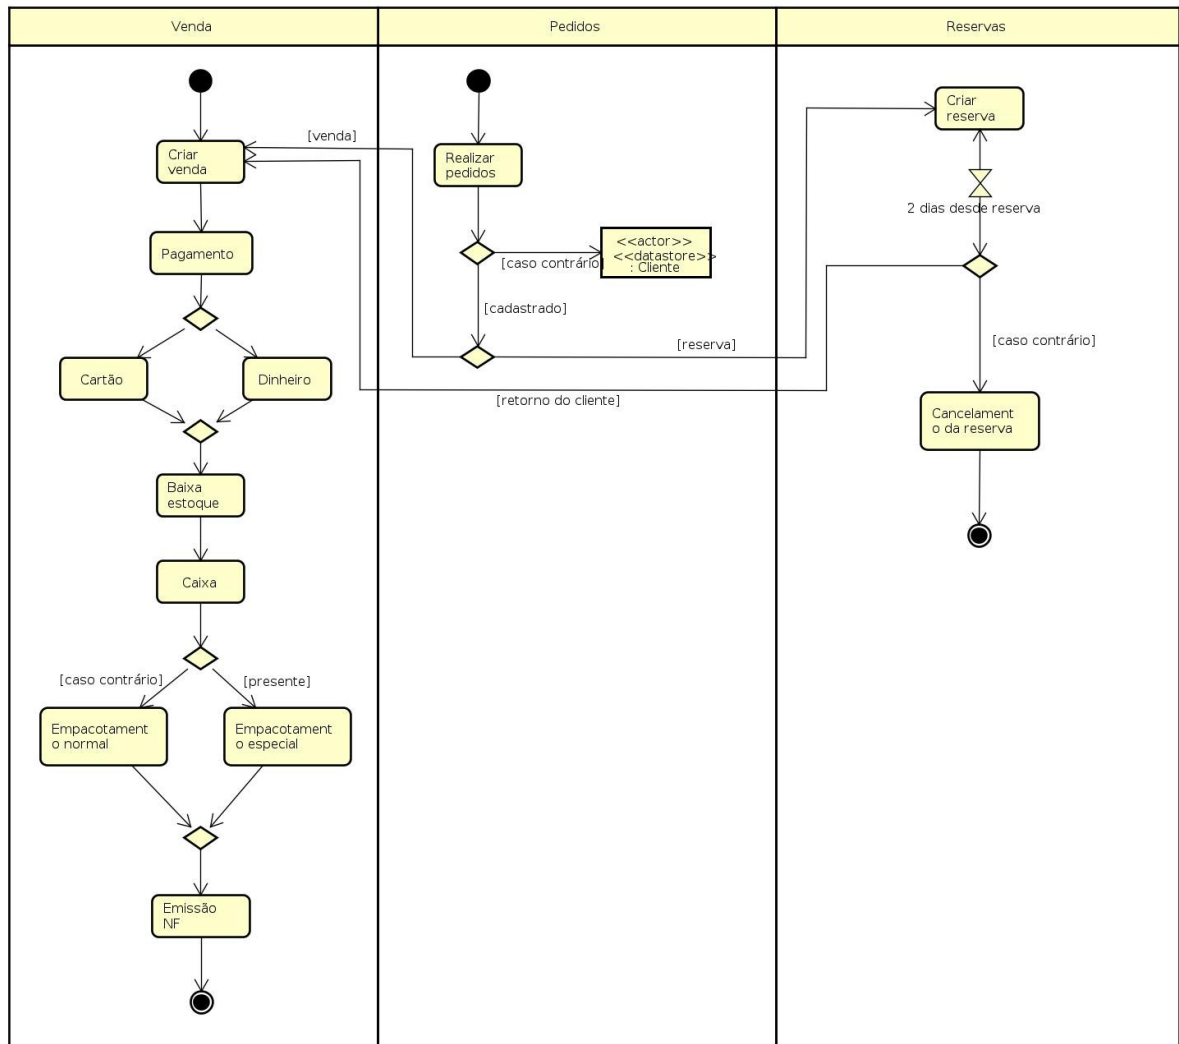 Venda
Pedidos
Reservas
Criar
venda
[venda]
Realizar
pedidos
Criar
reserva
2 dias desde reserva
Pagamento
<<actor>>
<<datastore>>
: Cliente
[caso contrário]
[cadastrado]
[reserva]
[caso contrário]
[retorno do cliente]
Cartão
Dinheiro
Cancelament
o da reserva
Baixa
estoque
Caixa
[caso contrário]
[presente]
Empacotament
o normal
Empacotament
o especial
Emissão
NF